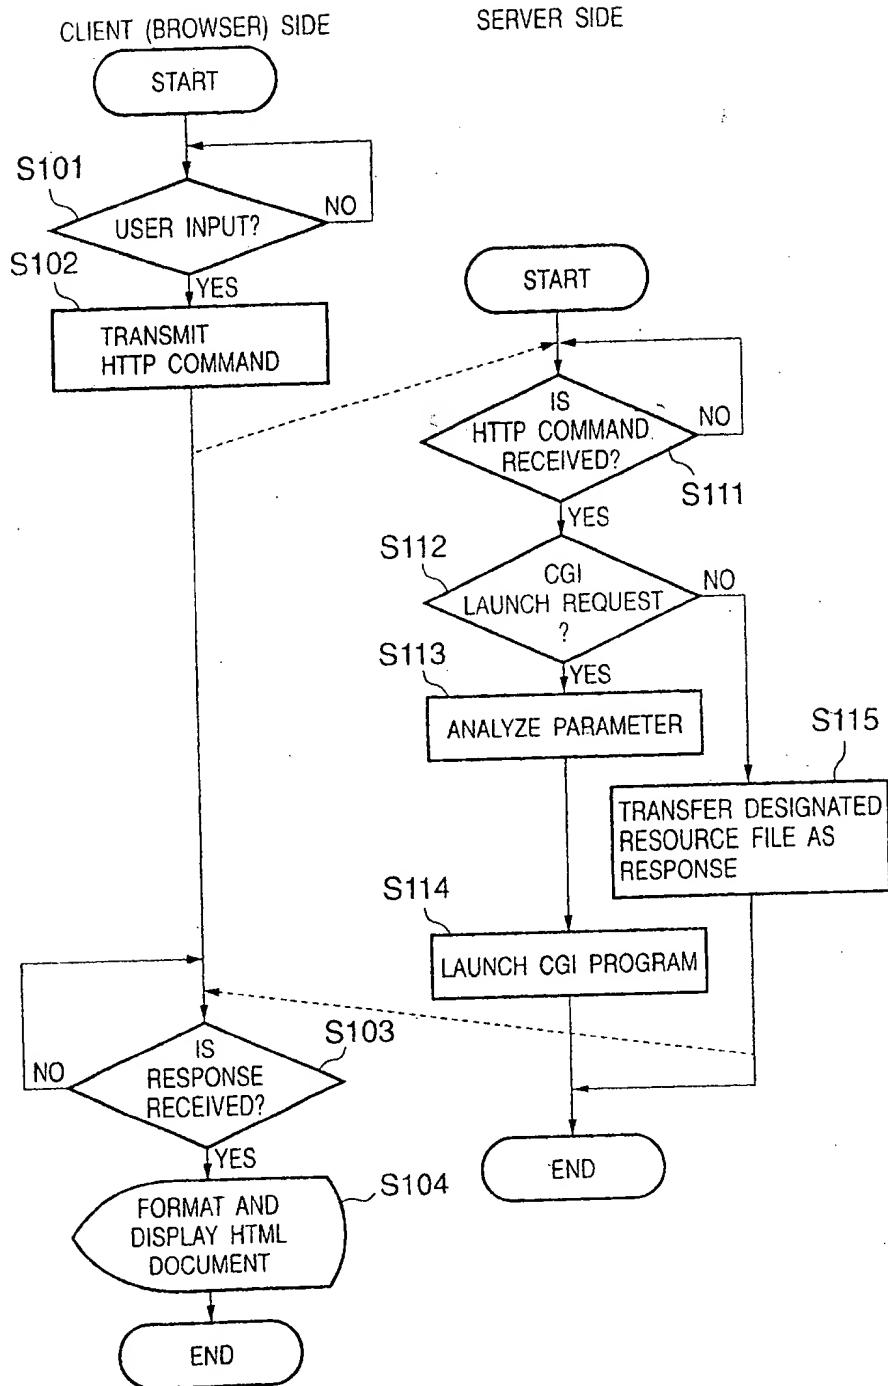 CLIENT (BROWSER) SIDE
SERVER SIDE
START
S101
USER INPUT?
NO
S102
YES
TRANSMIT
HTTP COMMAND
START
IS
HTTP COMMAND
RECEIVED?
NO
S111
YES
S112
CGI
LAUNCH REQUEST
?
NO
S113
YES
ANALYZE PARAMETER
S115
TRANSFER DESIGNATED
RESOURCE FILE AS
RESPONSE
S114
LAUNCH CGI PROGRAM
S103
IS
RESPONSE
RECEIVED?
NO
YES
END
S104
FORMAT AND
DISPLAY HTML
DOCUMENT
END